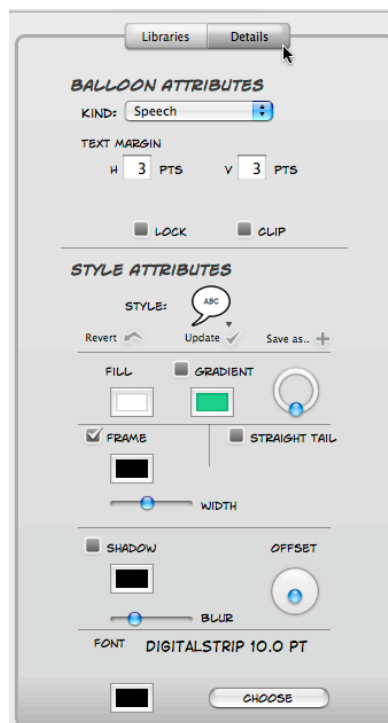 Libraries Details
BALLOON ATTRIBUTES
KIND: Speech
TEXT MARGIN
H 3 PTS V 3 PTS
LOCK CLIP
STYLE ATTRIBUTES
STYLE: ABC
Revert Update Save as..
FILL GRADIENT
FRAME STRAIGHT TAIL
WIDTH
SHADOW OFFSET
BLUR
FONT DIGITALSTRIP 10.0 PT
CHOOSE